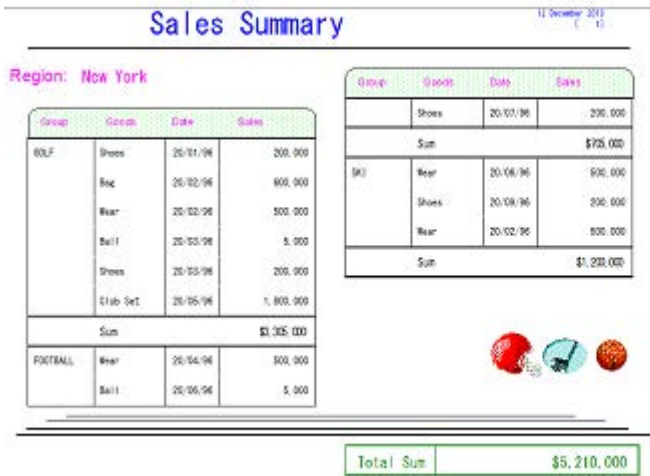 Sales Summary
12 December 2013
( 1)
Region: New York
Group Goods Date Sales
GOLF Shoes 20/01/96 200,000
Bag 20/02/96 600,000
Wear 20/02/96 500,000
Ball 20/03/96 5,000
Shoes 20/03/96 200,000
Club Set 20/05/96 1,800,000
Sum $3,305,000
FOOTBALL Wear 20/04/96 500,000
Ball 20/06/96 5,000
Group Goods Date Sales
Shoes 20/07/96 200,000
Sum $705,000
SKI Wear 20/08/96 500,000
Shoes 20/09/96 200,000
Wear 20/02/96 500,000
Sum $1,200,000
Total Sum $5,210,000